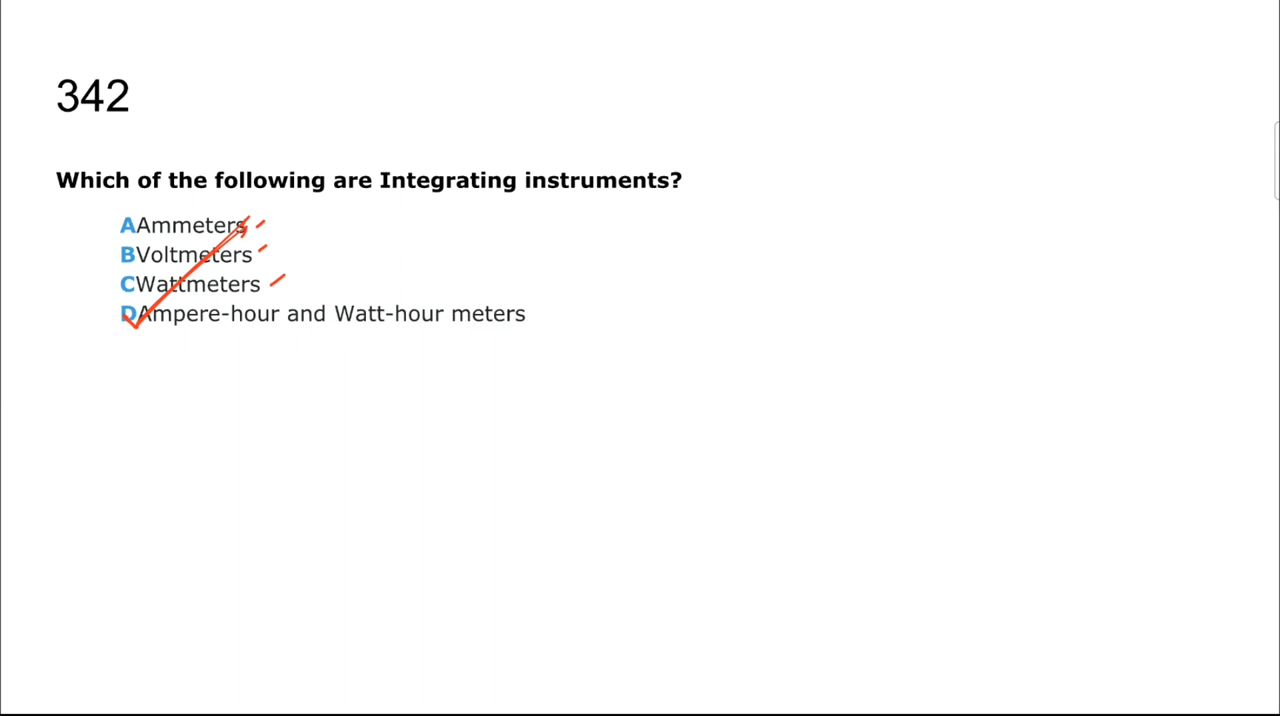 342
Which of the following are Integrating instruments?
AAmmeters
BVoltmeters
CWattmeters
DAmpere-hour and Watt-hour meters